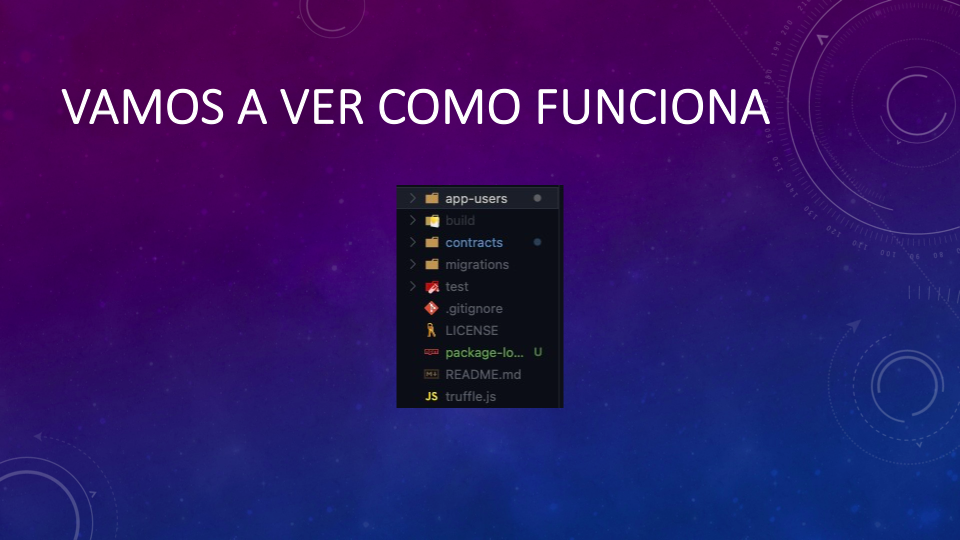 VAMOS A VER COMO FUNCIONA
app-users
build
contracts
migrations
test
.gitignore
LICENSE
package-lo... U
README.md
JS truffle.js